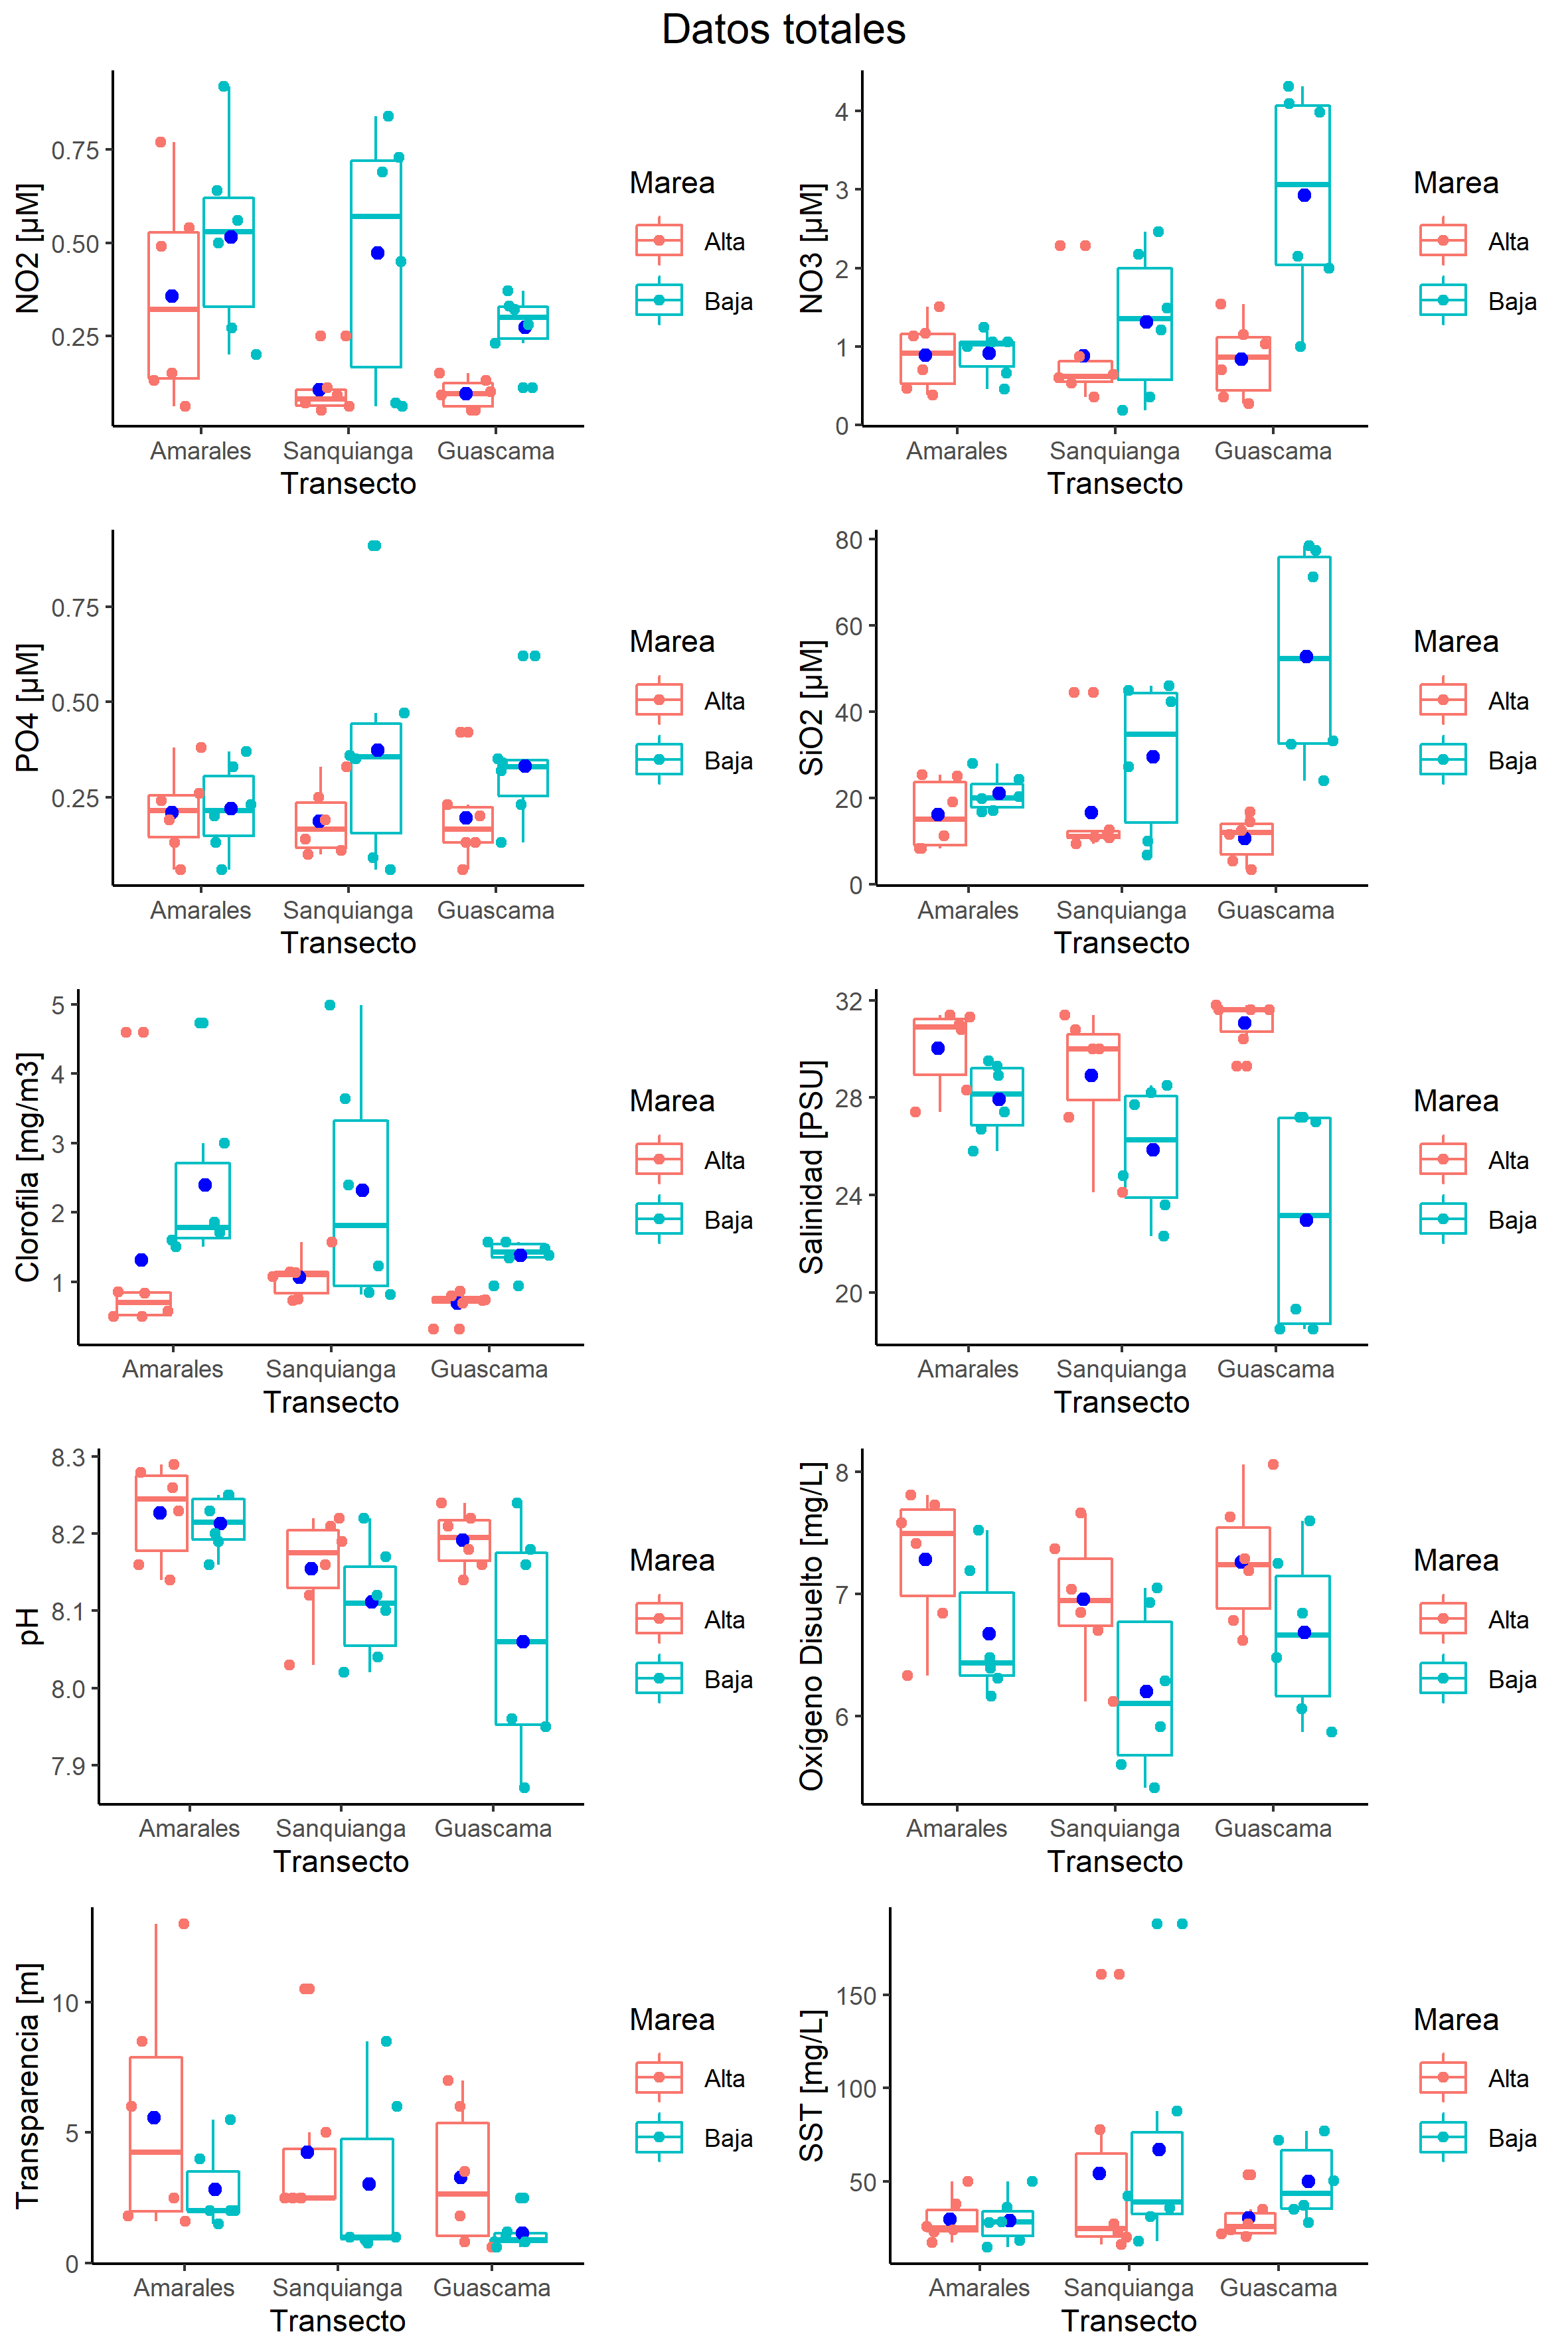 Datos totales
NO2 [µM]
0.75
0.50
0.25
Amarales Sanquianga Guascama
Transecto
Marea
Alta
Baja
NO3 [µM]
4
3
2
1
0
Amarales Sanquianga Guascama
Transecto
Marea
Alta
Baja
PO4 [µM]
0.75
0.50
0.25
Amarales Sanquianga Guascama
Transecto
Marea
Alta
Baja
SiO2 [µM]
80
60
40
20
0
Amarales Sanquianga Guascama
Transecto
Marea
Alta
Baja
Clorofila [mg/m3]
5
4
3
2
1
Amarales Sanquianga Guascama
Transecto
Marea
Alta
Baja
Salinidad [PSU]
32
28
24
20
Amarales Sanquianga Guascama
Transecto
Marea
Alta
Baja
pH
8.3
8.2
8.1
8.0
7.9
Amarales Sanquianga Guascama
Transecto
Marea
Alta
Baja
Oxígeno Disuelto [mg/L]
8
7
6
Amarales Sanquianga Guascama
Transecto
Marea
Alta
Baja
Transparencia [m]
10
5
0
Amarales Sanquianga Guascama
Transecto
Marea
Alta
Baja
SST [mg/L]
150
100
50
Amarales Sanquianga Guascama
Transecto
Marea
Alta
Baja